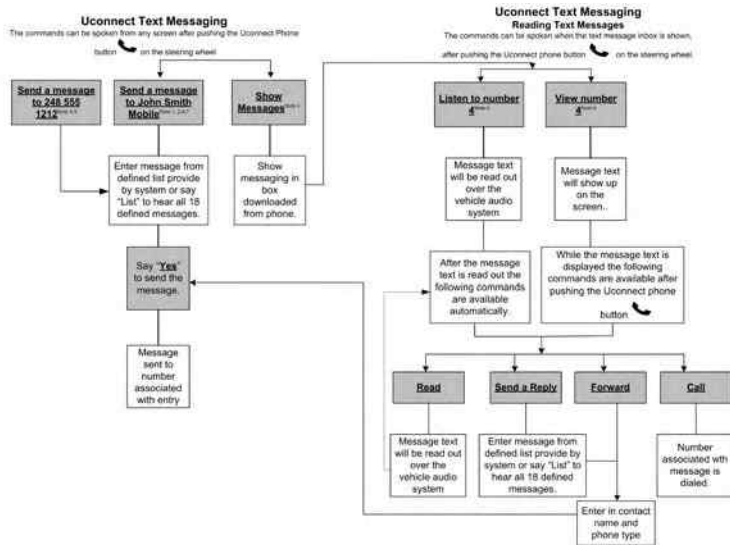 Uconnect Text Messaging
The commands can be spoken from any screen after pushing the Uconnect Phone
button on the steering wheel
Send a message
to 248 555
1212
Send a message
to John Smith
Mobile
Show
Messages
Enter message from
defined list provide
by system or say
"List" to hear all 18
defined messages.
Show
messaging in
box
downloaded
from phone.
Say "Yes"
to send the
message.
Message
sent to
number
associated
with entry
Uconnect Text Messaging
Reading Text Messages
The commands can be spoken when the text message inbox is shown,
after pushing the Uconnect phone button on the steering wheel
Listen to number
4
View number
4
Message text
will be read out
over the
vehicle audio
system
Message text
will show up
on the
screen..
After the message
text is read out the
following commands
are available
automatically
While the message text is
displayed the following
commands are available after
pushing the Uconnect phone
button
Read
Send a Reply
Forward
Call
Message text
will be read out
over the
vehicle audio
system
Enter message from
defined list provide by
system or say "List" to
hear all 18 defined
messages.
Number
associated wth
message is
dialed.
Enter in contact
name and
phone type